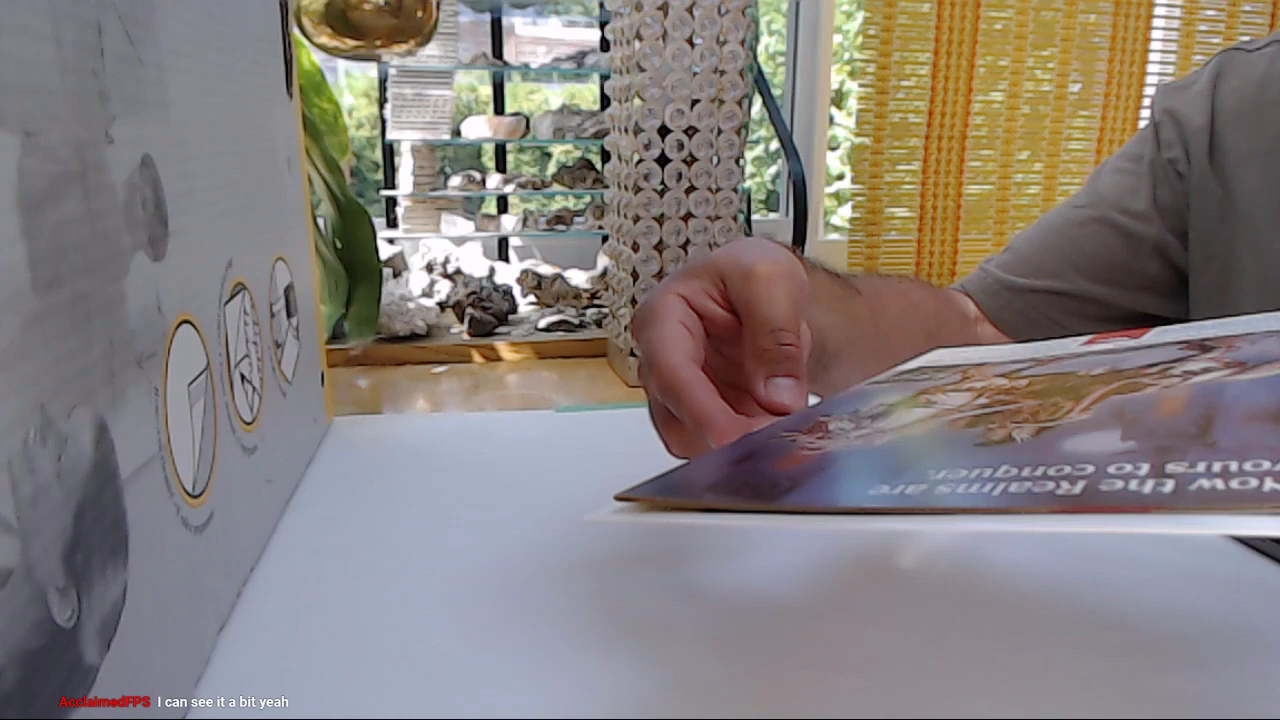 Now the Realms are
yours to conquer.
AcclaimedFPS I can see it a bit yeah